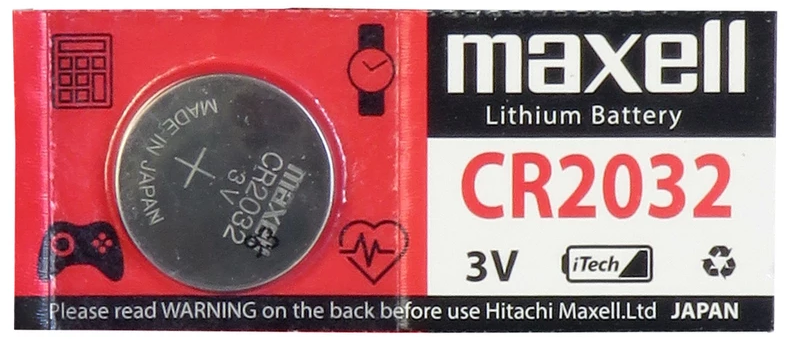 maxell
Lithium Battery
CR2032
3V
iTech
Please read WARNING on the back before use Hitachi Maxell.Ltd JAPAN
MADE IN JAPAN
+
maxell
CR2032
3V